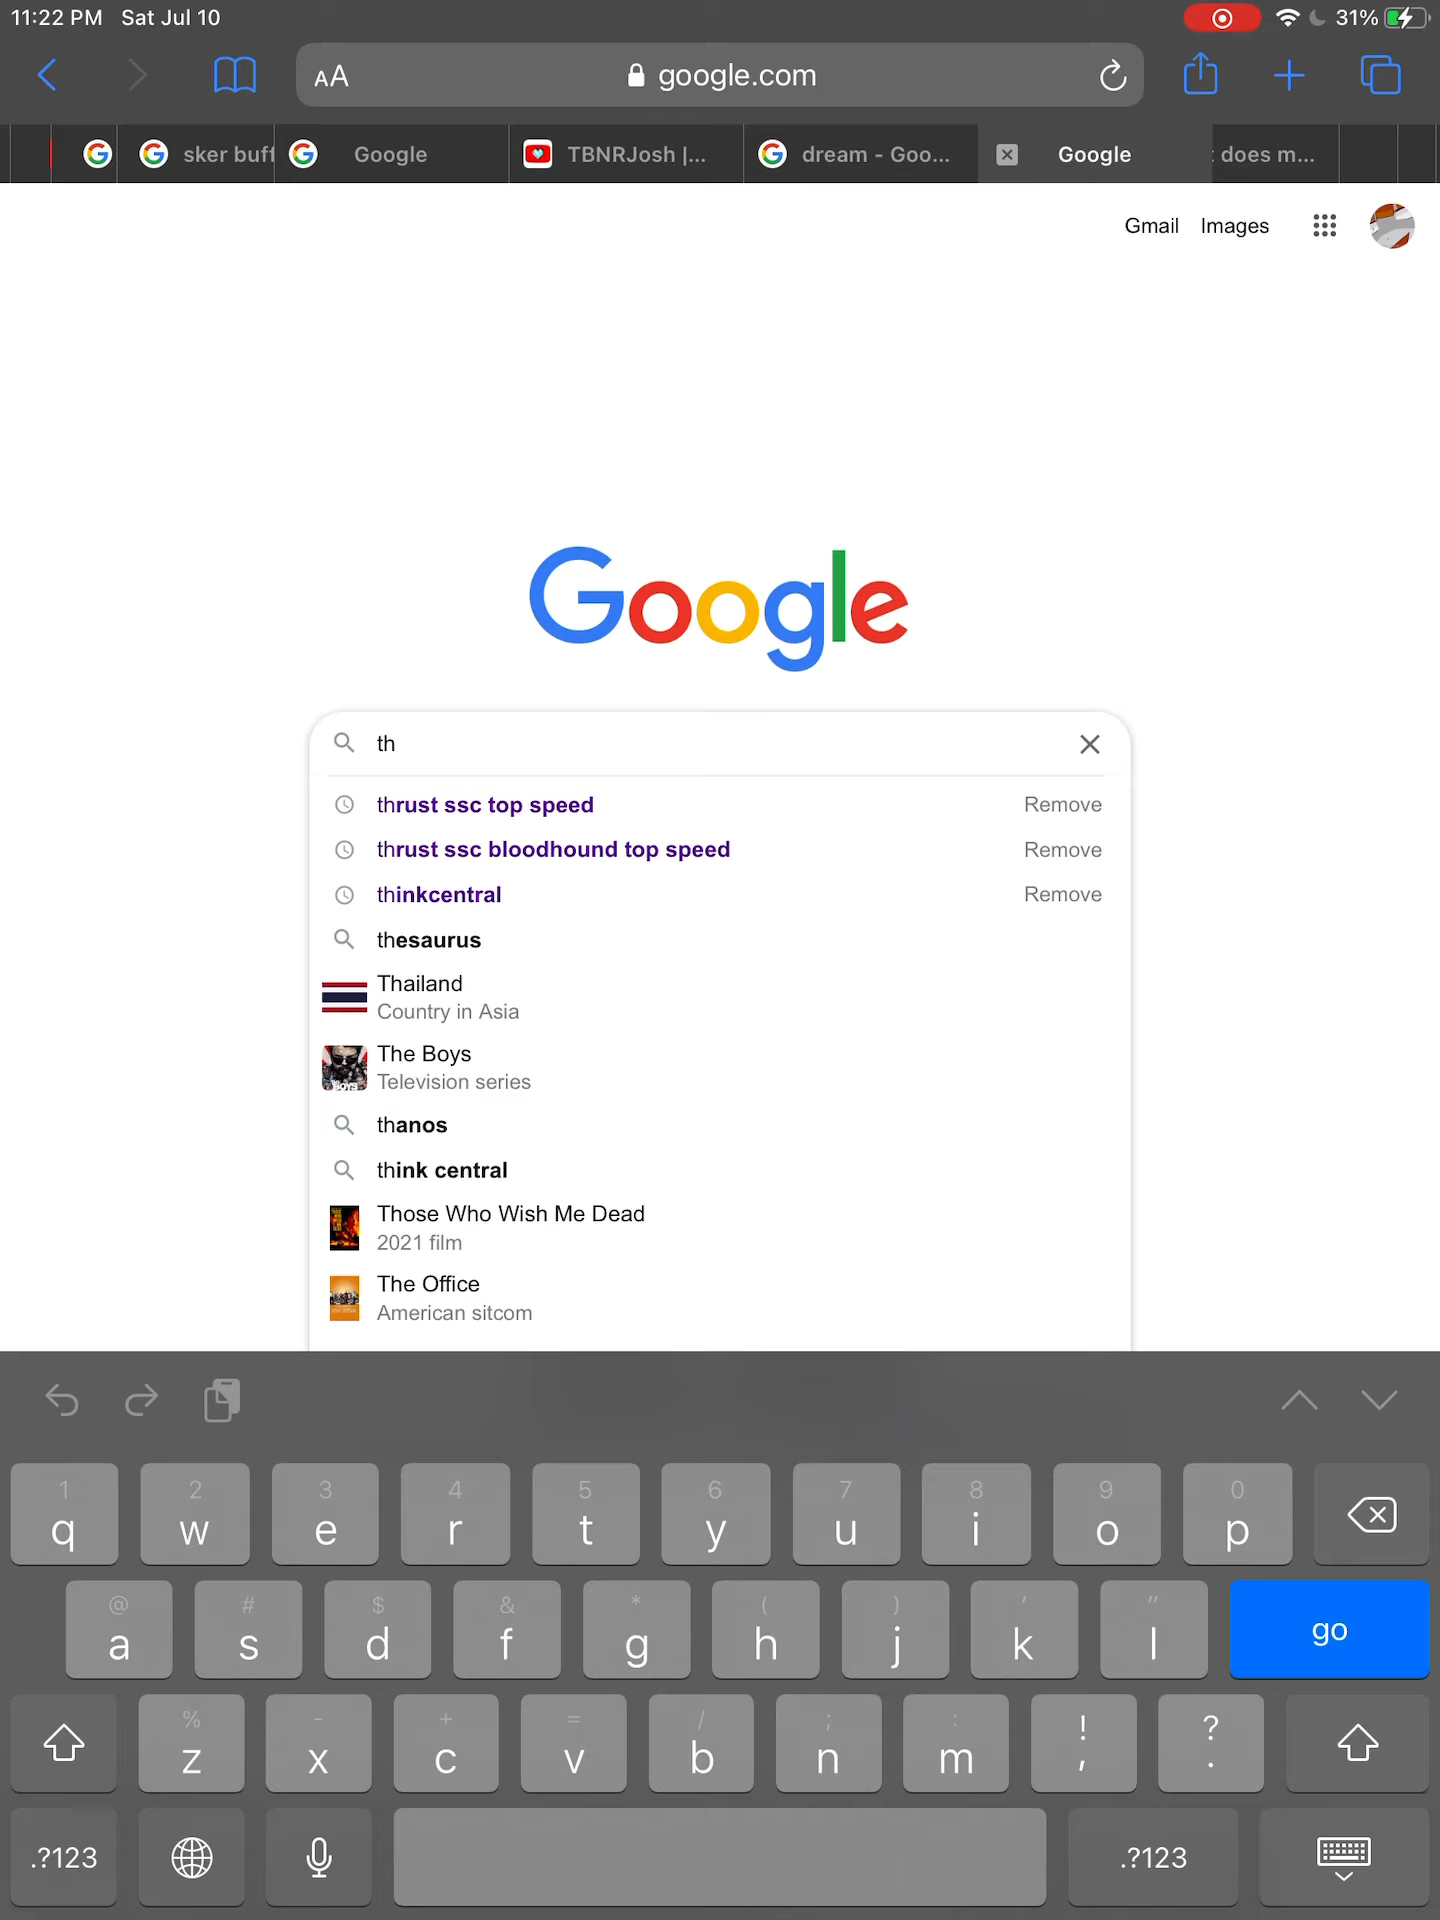 11:22 PM Sat Jul 10
31%
AA
google.com
sker buff
Google
TBNRJosh |...
dream - Goo...
Google
does m...
Gmail Images
Google
th
thrust ssc top speed Remove
thrust ssc bloodhound top speed Remove
thinkcentral Remove
thesaurus
Thailand
Country in Asia
The Boys
Television series
thanos
think central
Those Who Wish Me Dead
2021 film
The Office
American sitcom
1 2 3 4 5 6 7 8 9 0
q w e r t y u i o p
@ # $ & * ( ) ' "
a s d f g h j k l go
% - + = / ; : ! ?
z x c v b n m , .
.?123 .?123